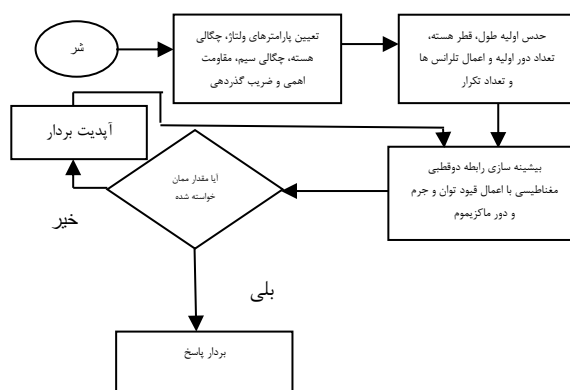 شر
تعیین پارامترهای ولتاژ، چگالی
هسته، چگالی سیم، مقاومت
اهمی و ضریب گذردهی
حدس اولیه طول، قطر هسته،
تعداد دور اولیه و اعمال تلرانس ها
و تعداد تکرار
بیشینه سازی رابطه دوقطبی
مغناطیسی با اعمال قیود توان و جرم
و دور ماکزیموم
آیا مقدار ممان
خواسته شده
آپدیت بردار
خیر
بلی
بردار پاسخ